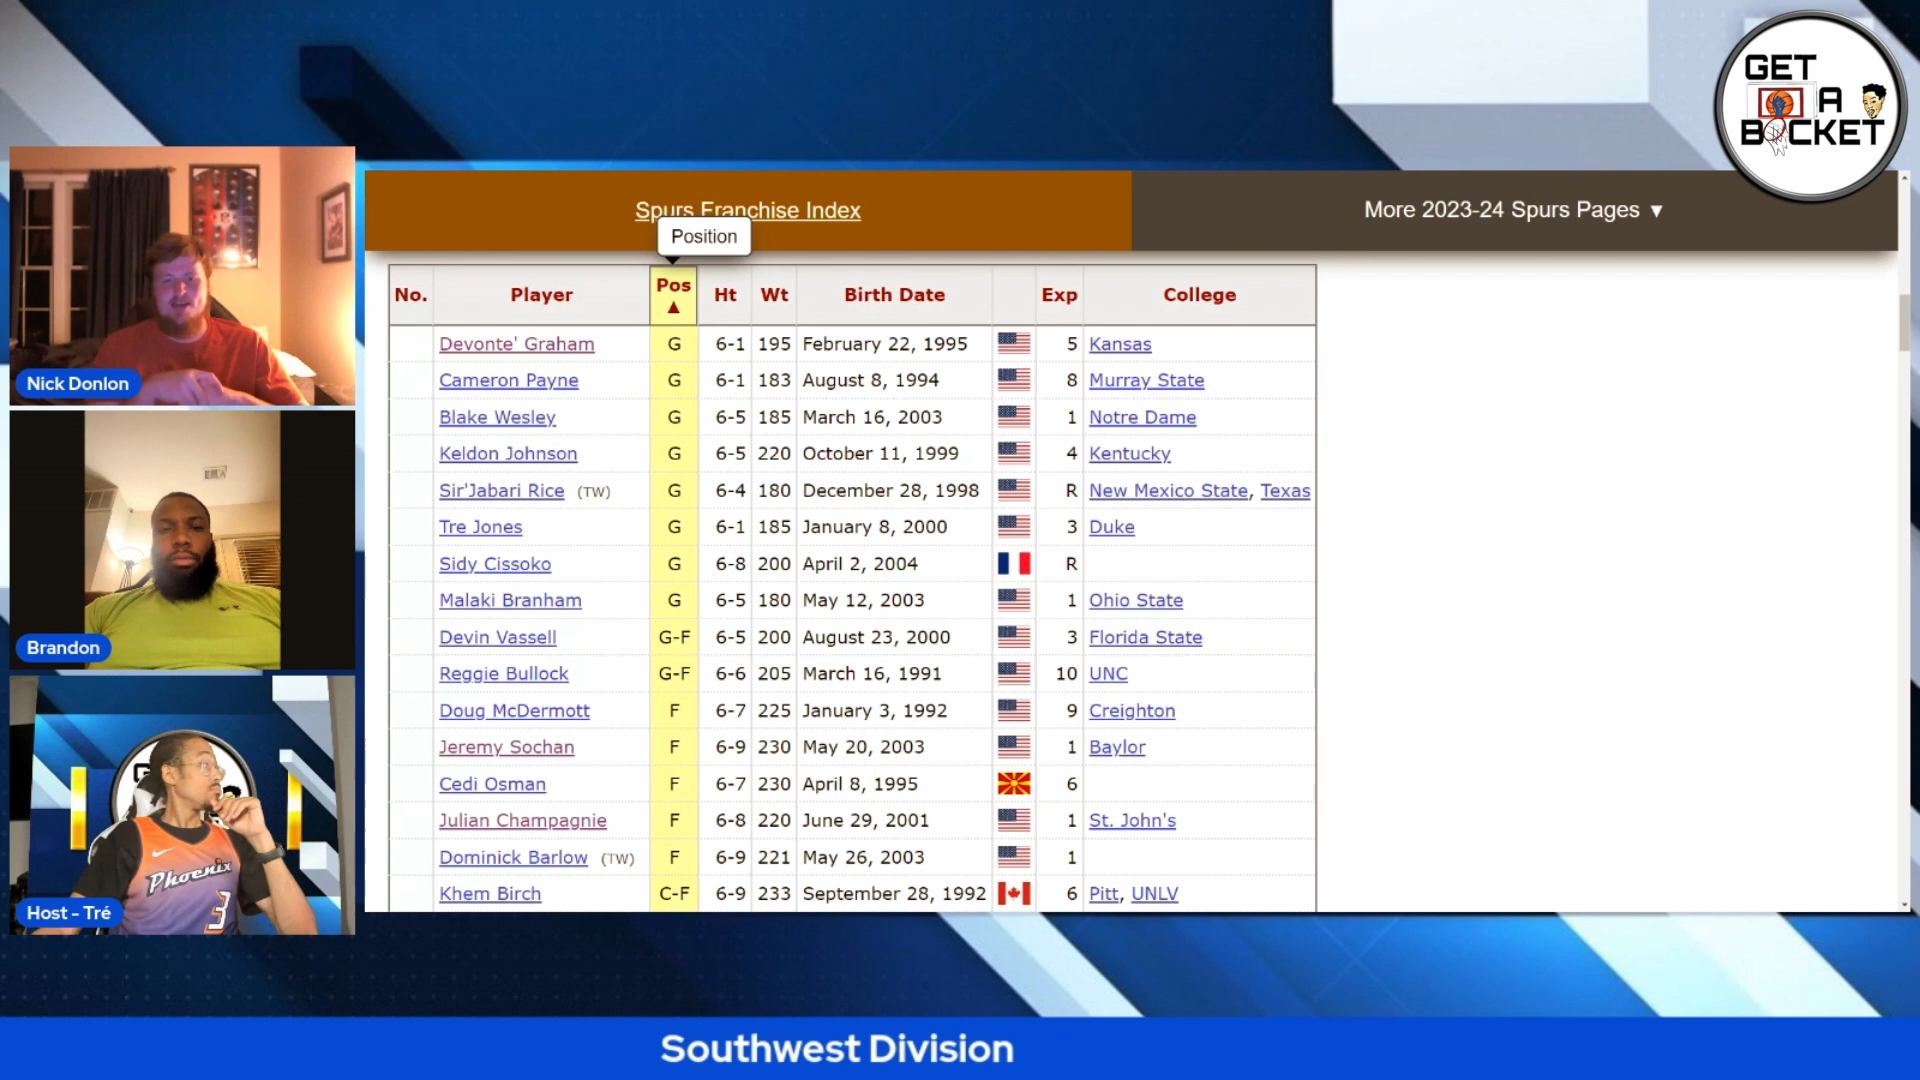 GET
A
BUCKET
Spurs Franchise Index
More 2023-24 Spurs Pages ▼
Position
No. Player Pos ▲ Ht Wt Birth Date Exp College
Devonte' Graham G 6-1 195 February 22, 1995 5 Kansas
Cameron Payne G 6-1 183 August 8, 1994 8 Murray State
Blake Wesley G 6-5 185 March 16, 2003 1 Notre Dame
Keldon Johnson G 6-5 220 October 11, 1999 4 Kentucky
Sir'Jabari Rice (TW) G 6-4 180 December 28, 1998 R New Mexico State, Texas
Tre Jones G 6-1 185 January 8, 2000 3 Duke
Sidy Cissoko G 6-8 200 April 2, 2004 R
Malaki Branham G 6-5 180 May 12, 2003 1 Ohio State
Devin Vassell G-F 6-5 200 August 23, 2000 3 Florida State
Reggie Bullock G-F 6-6 205 March 16, 1991 10 UNC
Doug McDermott F 6-7 225 January 3, 1992 9 Creighton
Jeremy Sochan F 6-9 230 May 20, 2003 1 Baylor
Cedi Osman F 6-7 230 April 8, 1995 6
Julian Champagnie F 6-8 220 June 29, 2001 1 St. John's
Dominick Barlow (TW) F 6-9 221 May 26, 2003 1
Khem Birch C-F 6-9 233 September 28, 1992 6 Pitt, UNLV
Nick Donlon
Brandon
Phoenix
3
Host - Tré
Southwest Division